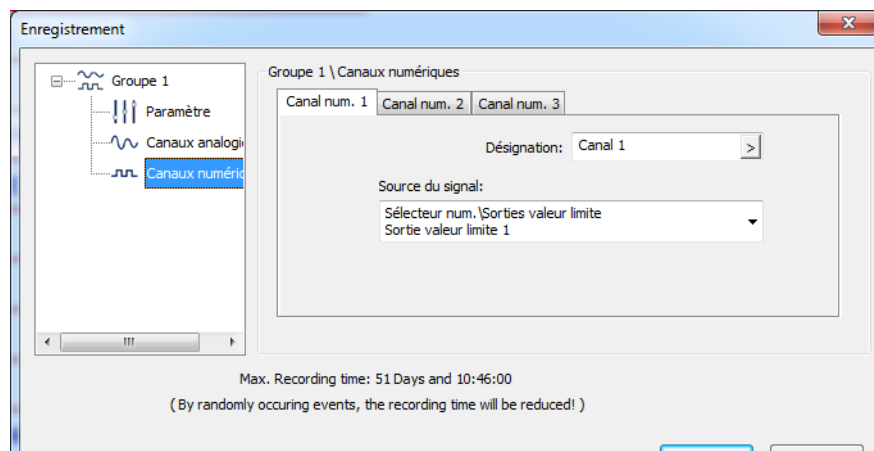 Enregistrement
Groupe 1
Paramètre
Canaux analogi
Canaux numéric
Groupe 1 \ Canaux numériques
Canal num. 1 Canal num. 2 Canal num. 3
Désignation: Canal 1 >
Source du signal:
Sélecteur num.\Sorties valeur limite
Sortie valeur limite 1
Max. Recording time: 51 Days and 10:46:00
( By randomly occuring events, the recording time will be reduced! )